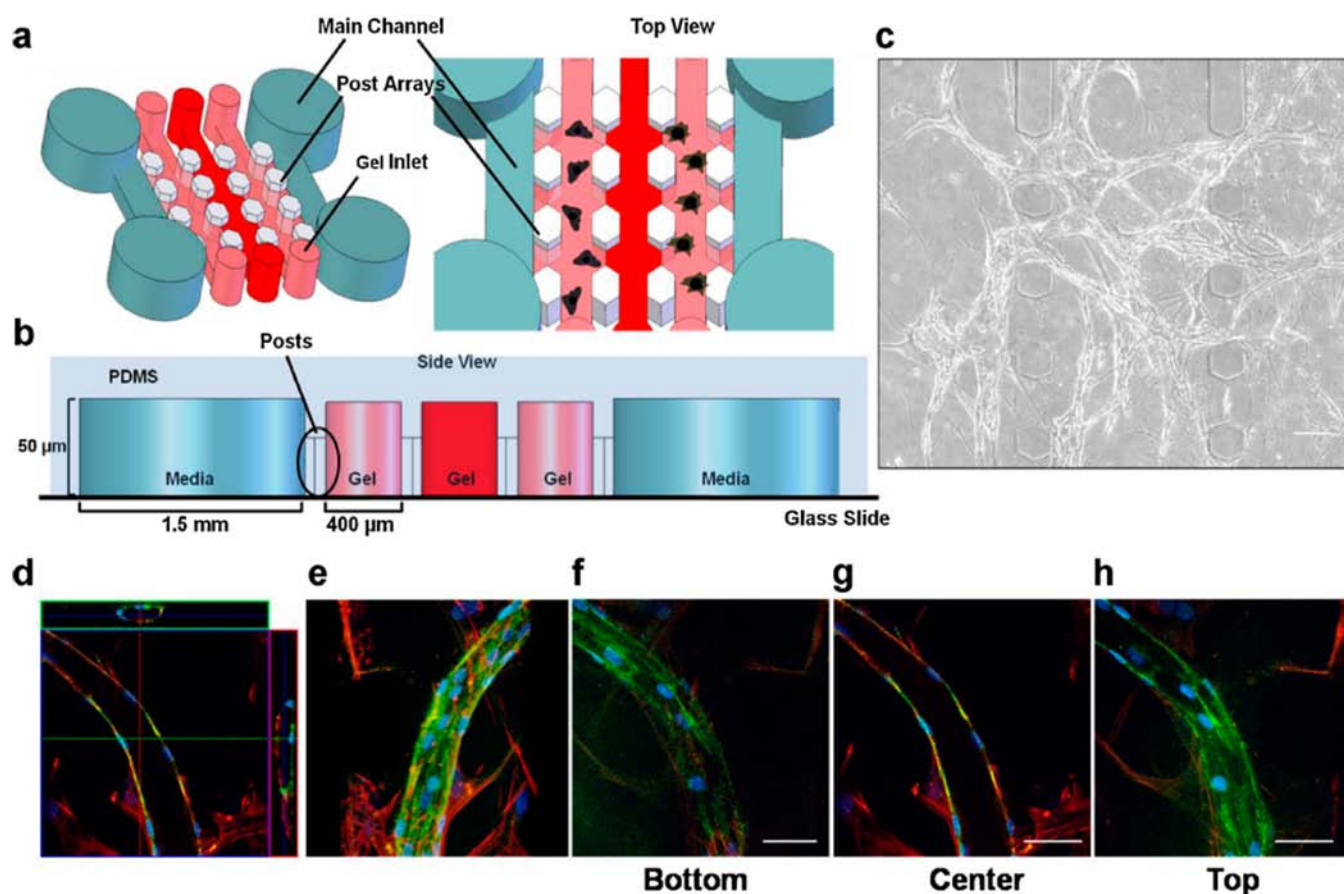 a
Main Channel
Top View
Post Arrays
Gel Inlet
c
b
Posts
Side View
PDMS
50 µm
Media
Gel
Gel
Gel
Media
1.5 mm
400 µm
Glass Slide
d
e
f
g
h
Bottom
Center
Top